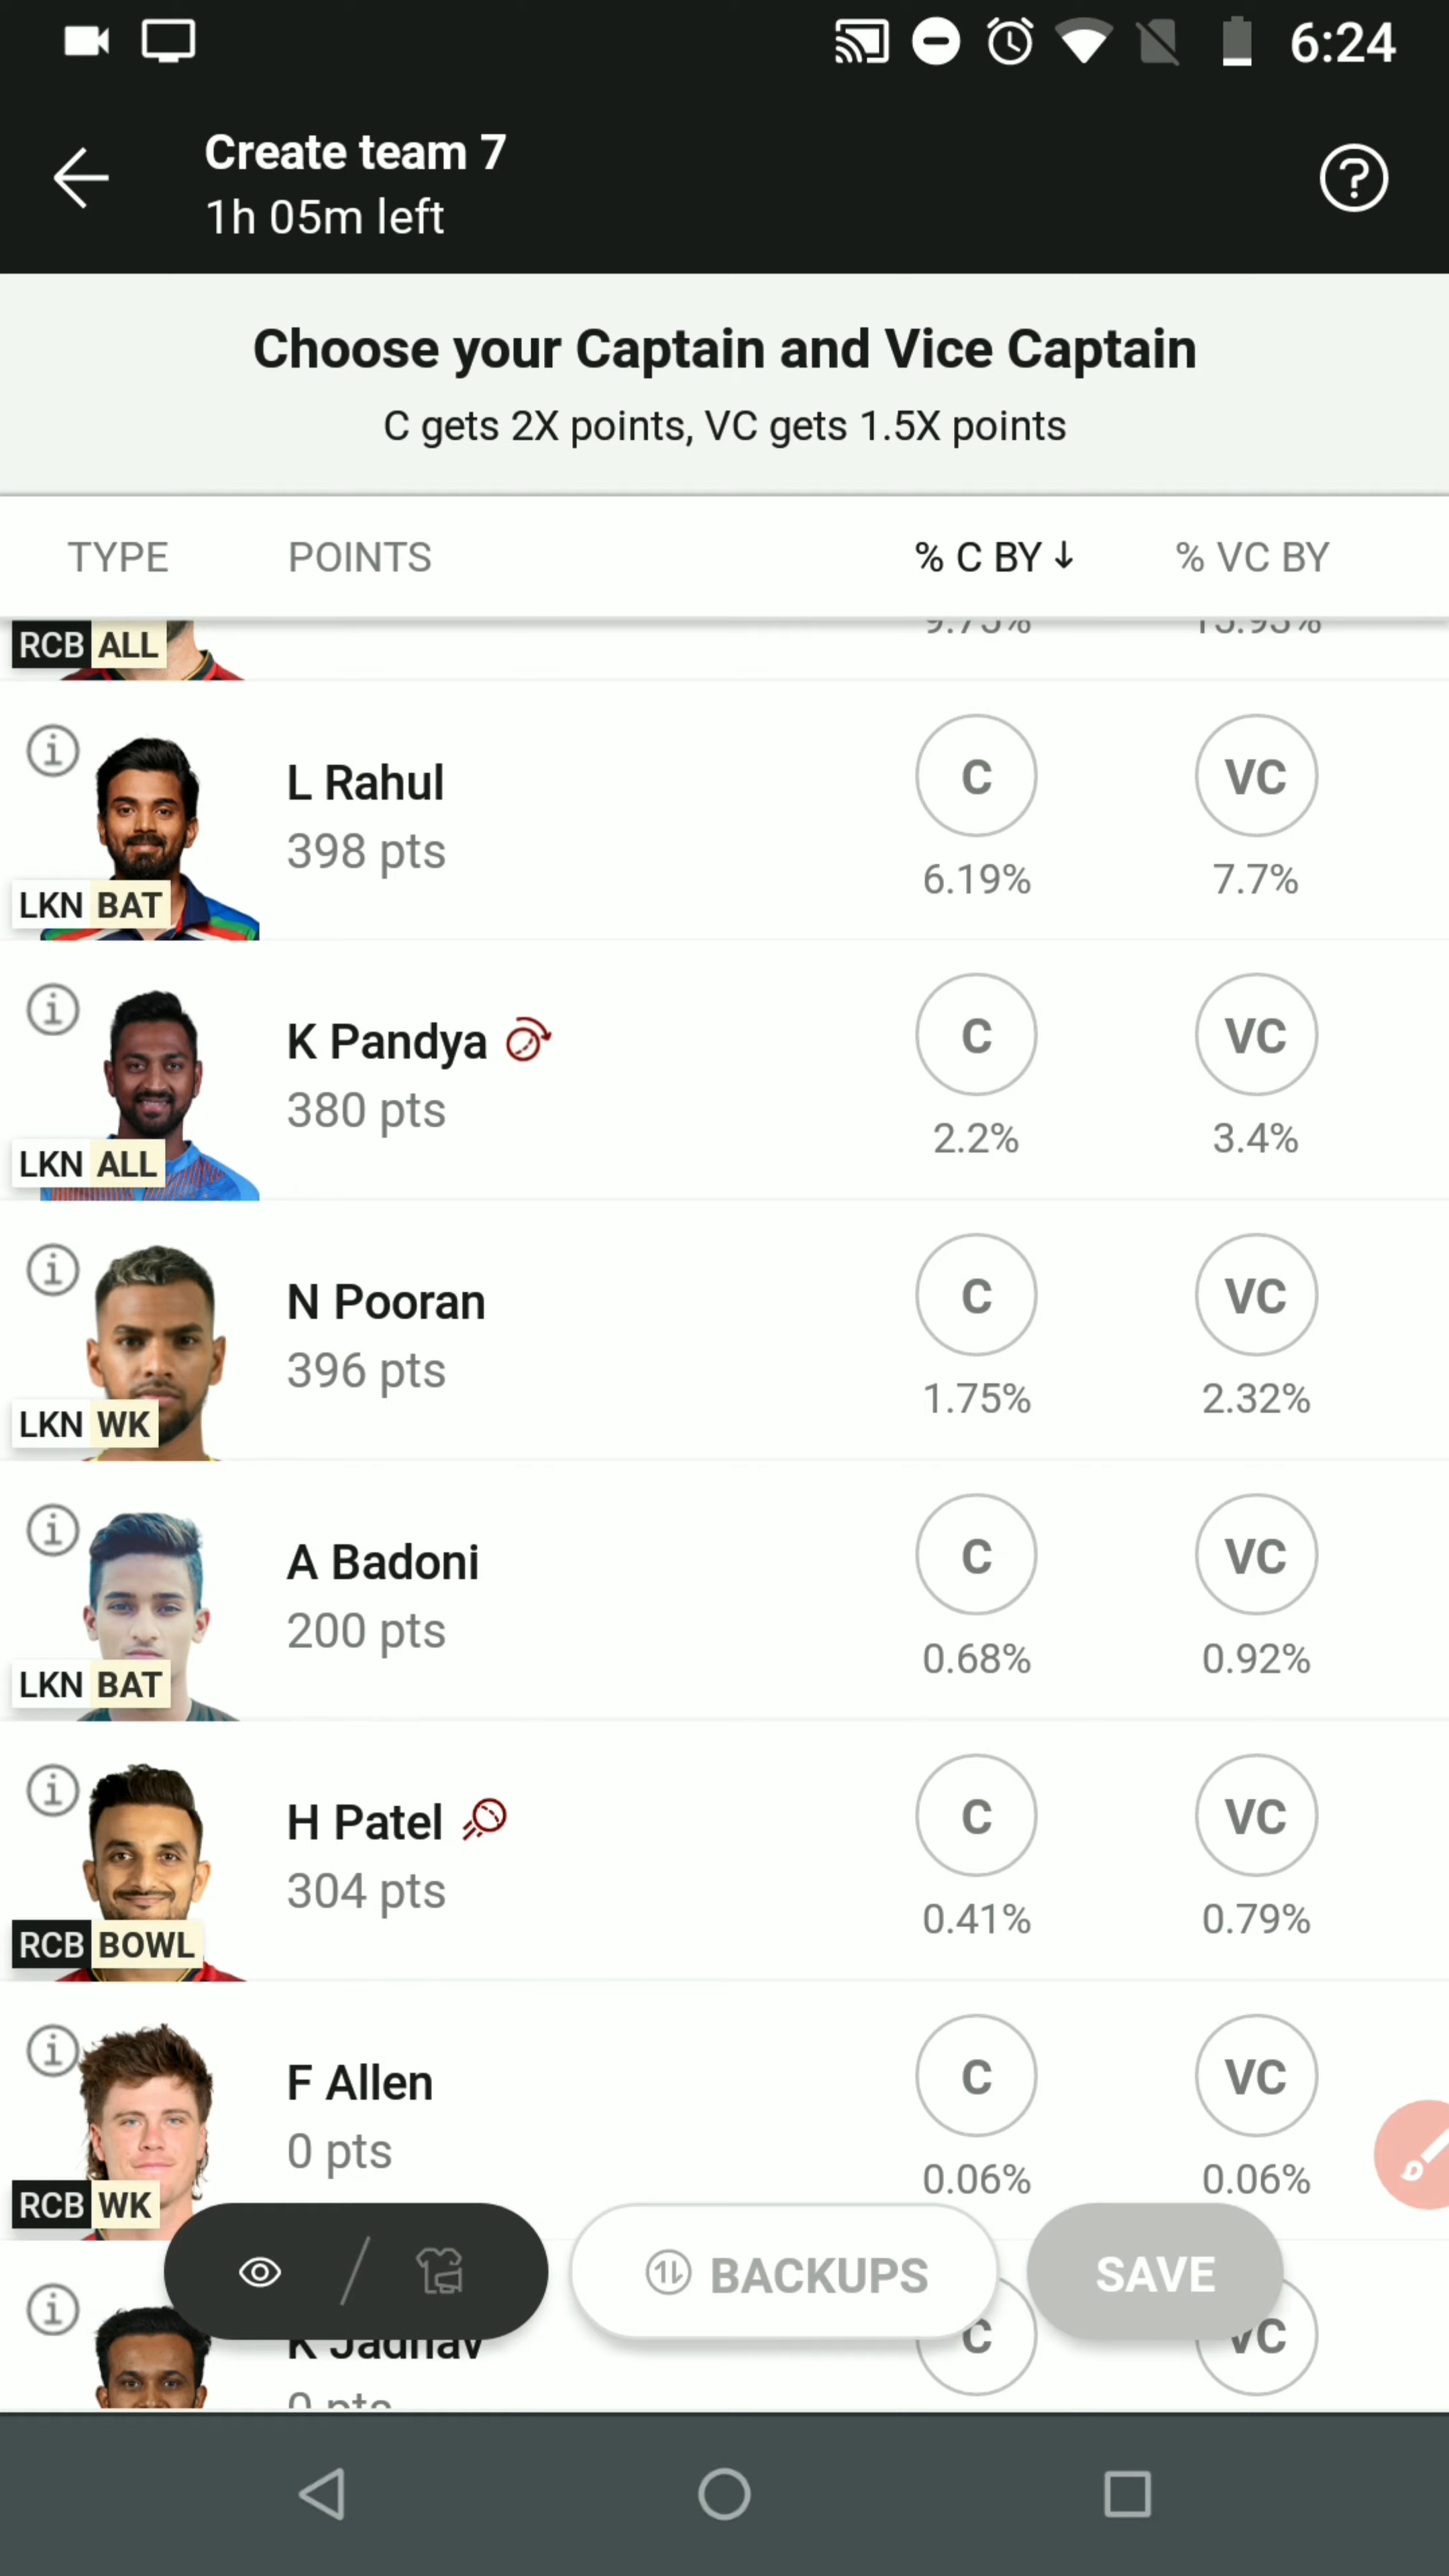 6:24
Create team 7
1h 05m left
Choose your Captain and Vice Captain
C gets 2X points, VC gets 1.5X points
TYPE POINTS % C BY ↓ % VC BY
RCB ALL
L Rahul
398 pts
LKN BAT
C VC
6.19% 7.7%
K Pandya
380 pts
LKN ALL
C VC
2.2% 3.4%
N Pooran
396 pts
LKN WK
C VC
1.75% 2.32%
A Badoni
200 pts
LKN BAT
C VC
0.68% 0.92%
H Patel
304 pts
RCB BOWL
C VC
0.41% 0.79%
F Allen
0 pts
RCB WK
C VC
0.06% 0.06%
BACKUPS
SAVE
K Jadhav
0 pts
C VC